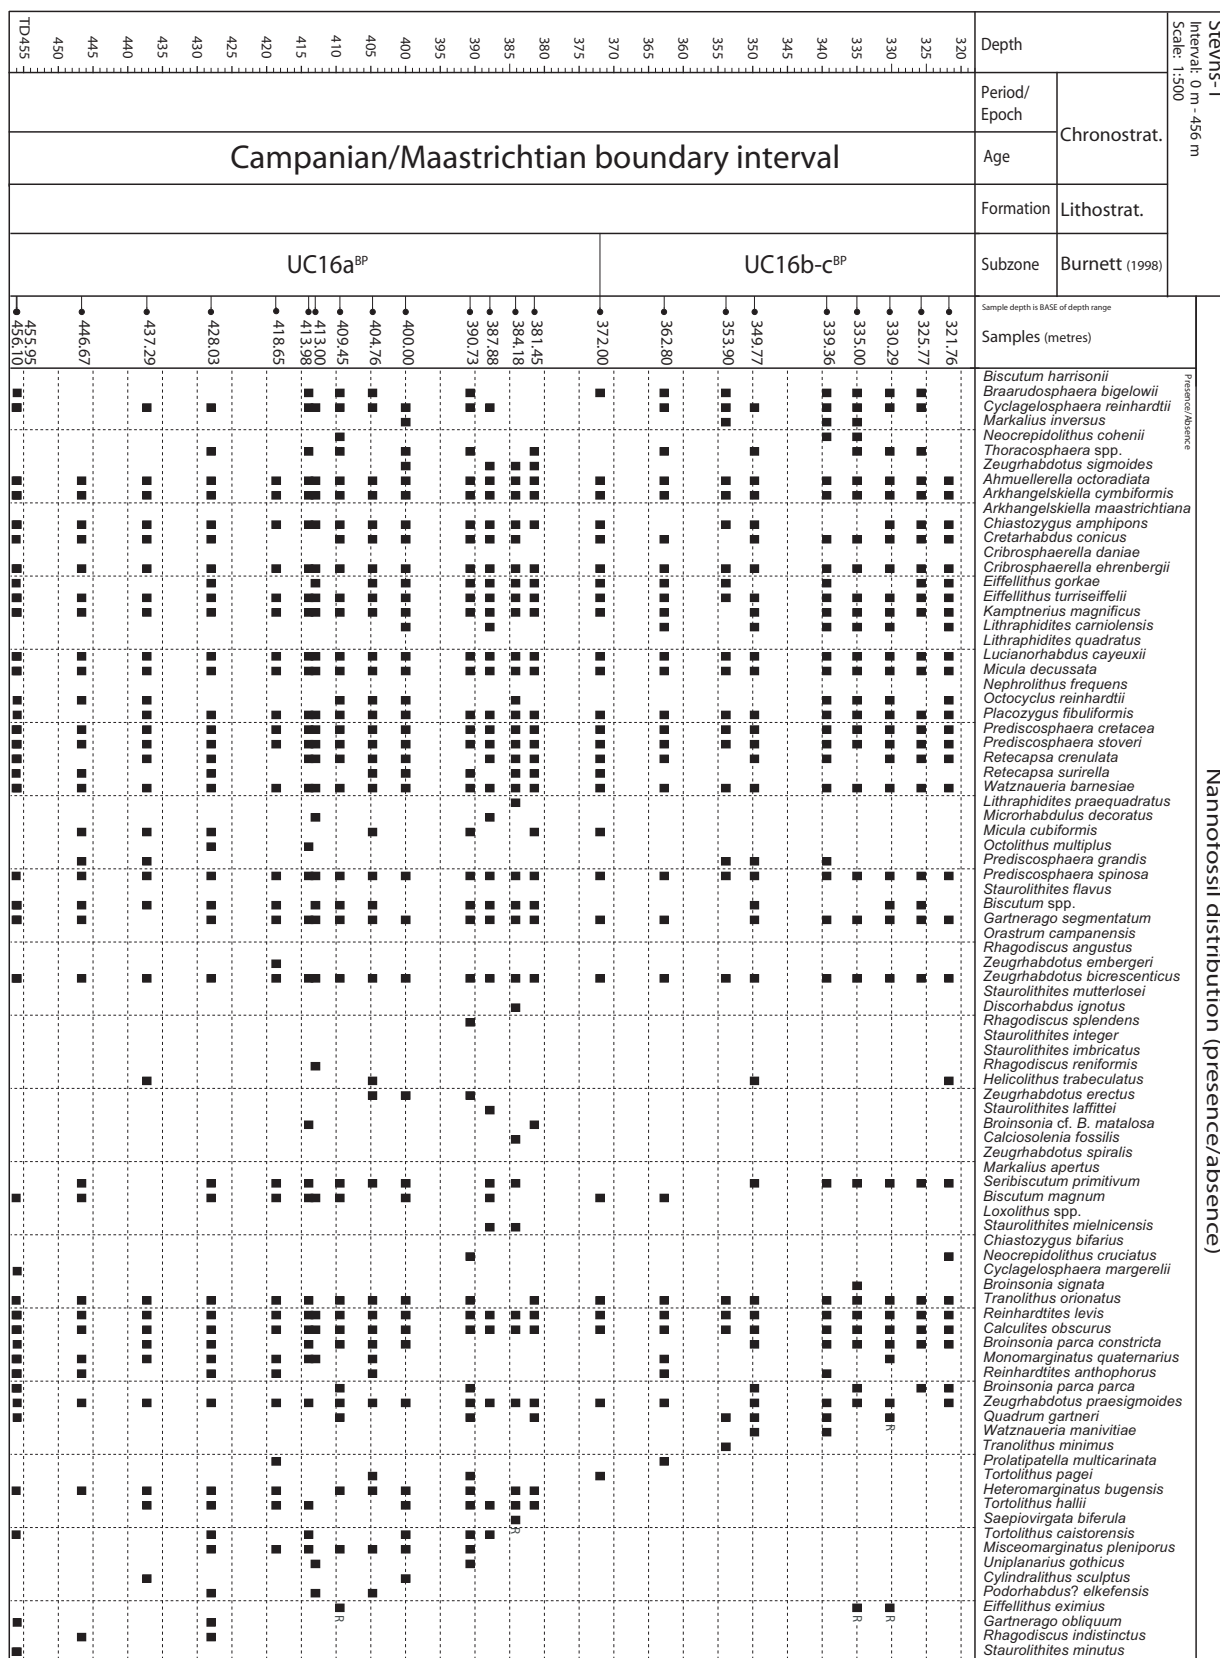 Stevns-1
Interval: 0 m - 456 m
Scale: 1:500
Depth
320
325
330
335
340
345
350
355
360
365
370
375
380
385
390
395
400
405
410
415
420
425
430
435
440
445
450
TD455
Period/
Epoch
Chronostrat.
Age
Campanian/Maastrichtian boundary interval
Formation
Lithostrat.
Subzone
Burnett (1998)
UC16aBP
UC16b-cBP
Sample depth is BASE of depth range
Samples (metres)
321.76
325.77
330.29
335.00
339.36
349.77
353.90
362.80
372.00
381.45
384.18
387.88
390.73
400.00
404.76
409.45
413.00
413.98
418.65
428.03
437.29
446.67
455.95
456.10
Nannofossil distribution (presence/absence)
Presence/Absence
Biscutum harrisonii
Braarudosphaera bigelowii
Cyclagelosphaera reinhardtii
Markalius inversus
Neocrepidolithus cohenii
Thoracosphaera spp.
Zeugrhabdotus sigmoides
Ahmuellerella octoradiata
Arkhangelskiella cymbiformis
Arkhangelskiella maastrichtiana
Chiastozygus amphipons
Cretarhabdus conicus
Cribrosphaerella daniae
Cribrosphaerella ehrenbergii
Eiffellithus gorkae
Eiffellithus turriseiffelii
Kamptnerius magnificus
Lithraphidites carniolensis
Lithraphidites quadratus
Lucianorhabdus cayeuxii
Micula decussata
Nephrolithus frequens
Octocyclus reinhardtii
Placozygus fibuliformis
Prediscosphaera cretacea
Prediscosphaera stoveri
Retecapsa crenulata
Retecapsa surirella
Watznaueria barnesiae
Lithraphidites praequadratus
Microrhabdulus decoratus
Micula cubiformis
Octolithus multiplus
Prediscosphaera grandis
Prediscosphaera spinosa
Staurolithites flavus
Biscutum spp.
Gartnerago segmentatum
Orastrum campanensis
Rhagodiscus angustus
Zeugrhabdotus embergeri
Zeugrhabdotus bicrescenticus
Staurolithites mutterlosei
Discorhabdus ignotus
Rhagodiscus splendens
Staurolithites integer
Staurolithites imbricatus
Rhagodiscus reniformis
Helicolithus trabeculatus
Zeugrhabdotus erectus
Staurolithites laffittei
Broinsonia cf. B. matalosa
Calciosolenia fossilis
Zeugrhabdotus spiralis
Markalius apertus
Seribiscutum primitivum
Biscutum magnum
Loxolithus spp.
Staurolithites mielnicensis
Chiastozygus bifarius
Neocrepidolithus cruciatus
Cyclagelosphaera margerelii
Broinsonia signata
Tranolithus orionatus
Reinhardtites levis
Calculites obscurus
Broinsonia parca constricta
Monomarginatus quaternarius
Reinhardtites anthophorus
Broinsonia parca parca
Zeugrhabdotus praesigmoides
Quadrum gartneri
R
Watznaueria manivitiae
Tranolithus minimus
Prolatipatella multicarinata
Tortolithus pagei
Heteromarginatus bugensis
Tortolithus hallii
Saepiovirgata biferula
R
Tortolithus caistorensis
Misceomarginatus pleniporus
Uniplanarius gothicus
Cylindralithus sculptus
Podorhabdus? elkefensis
Eiffellithus eximius
R
R
R
Gartnerago obliquum
Rhagodiscus indistinctus
Staurolithites minutus